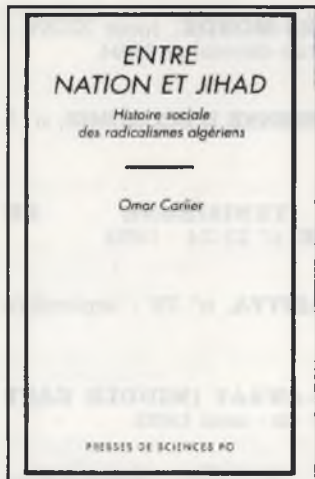 ENTRE
NATION ET JIHAD
Histoire sociale
des radicalismes algériens
Omar Carlier
PRESSES DE SCIENCES PO